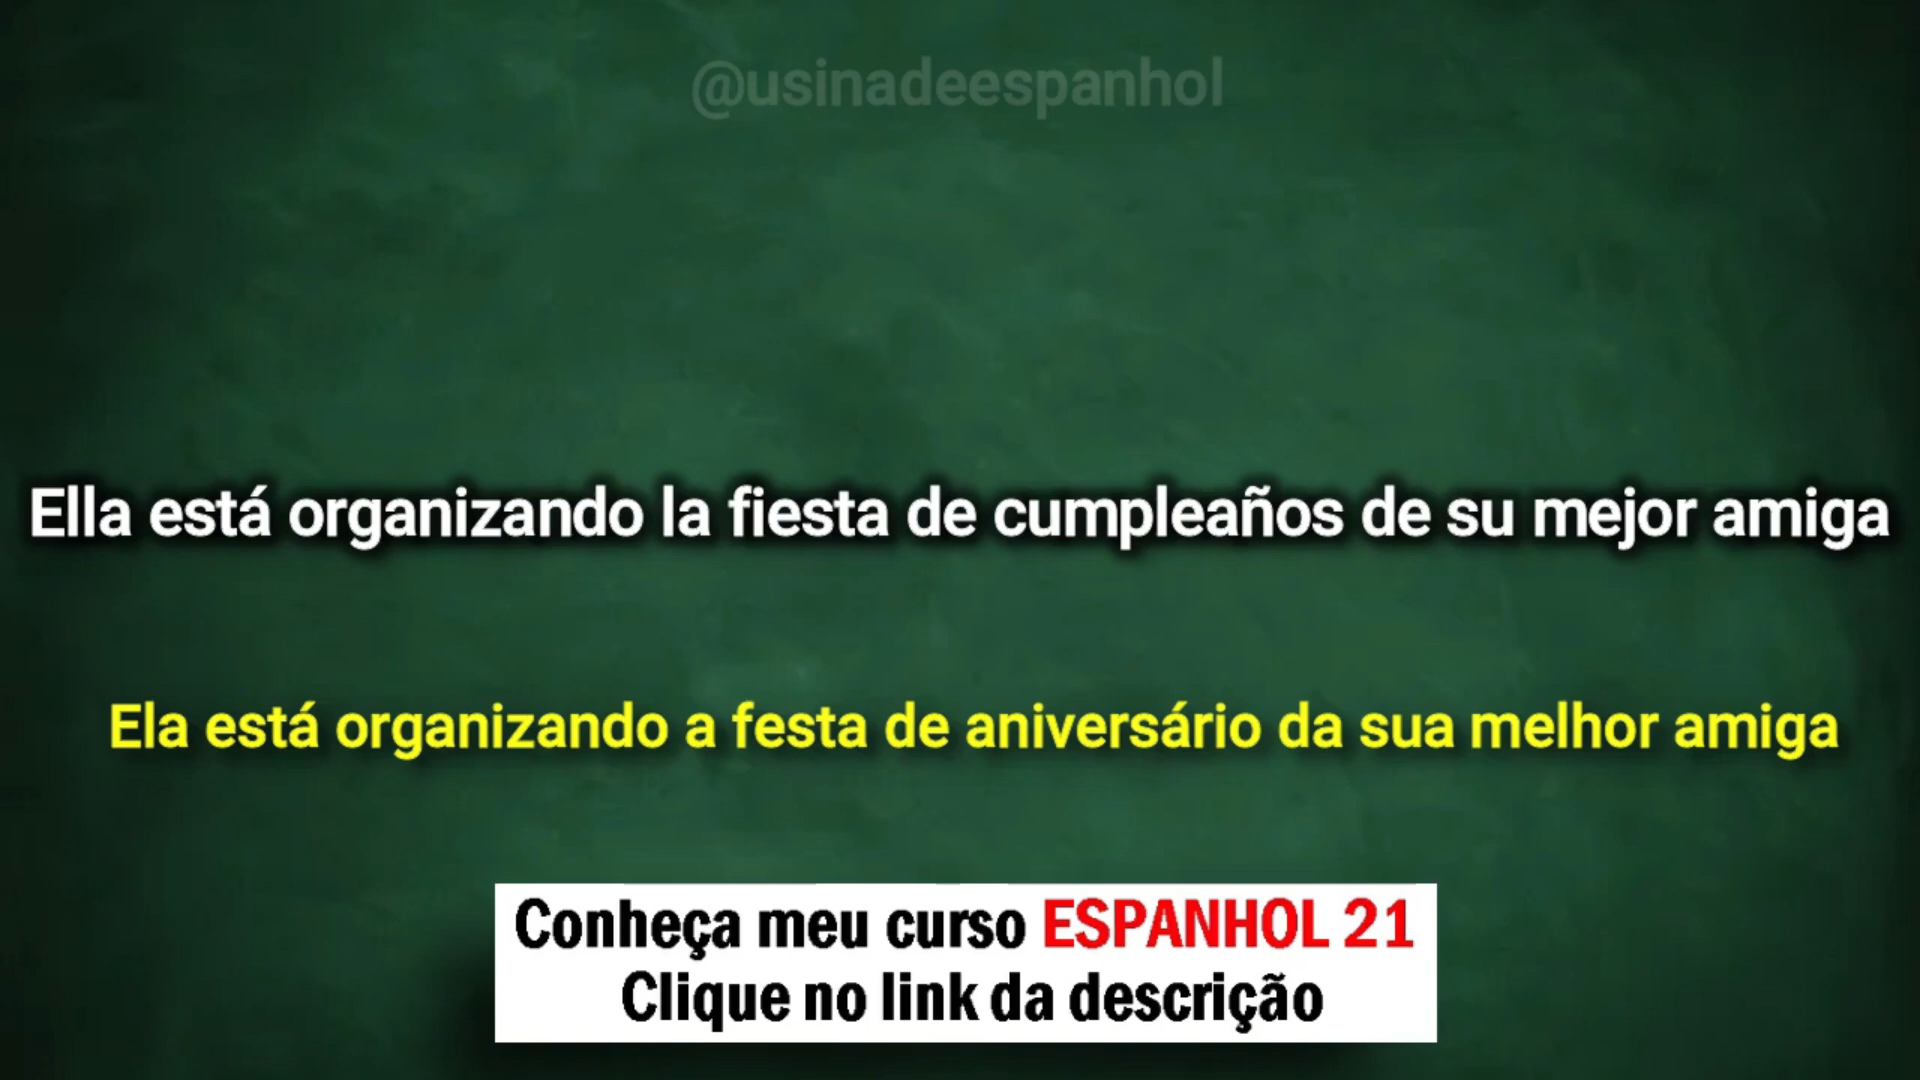 @usinadeespanhol
Ella está organizando la fiesta de cumpleaños de su mejor amiga
Ela está organizando a festa de aniversário da sua melhor amiga
Conheça meu curso ESPANHOL 21
Clique no link da descrição